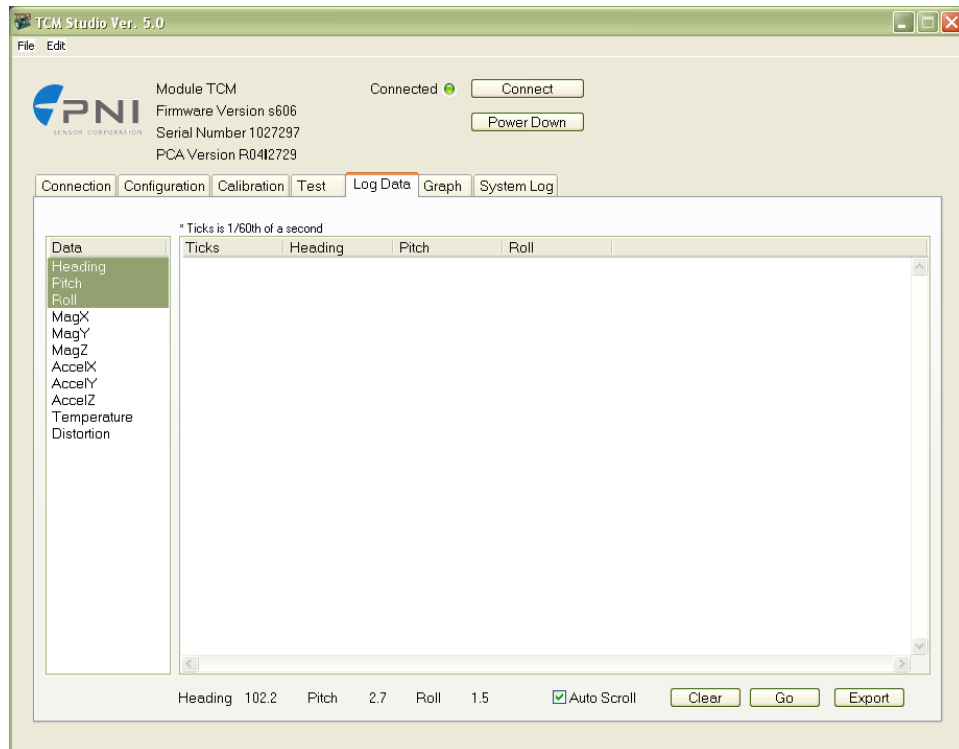 TCM Studio Ver. 5.0
File Edit
PNI
SENSOR CORPORATION
Module TCM
Firmware Version s606
Serial Number 1027297
PCA Version R04I2729
Connected
Connect
Power Down
Connection Configuration Calibration Test Log Data Graph System Log
* Ticks is 1/60th of a second
Data
Heading
Pitch
Roll
MagX
MagY
MagZ
AccelX
AccelY
AccelZ
Temperature
Distortion
Ticks Heading Pitch Roll
Heading 102.2 Pitch 2.7 Roll 1.5 Auto Scroll Clear Go Export